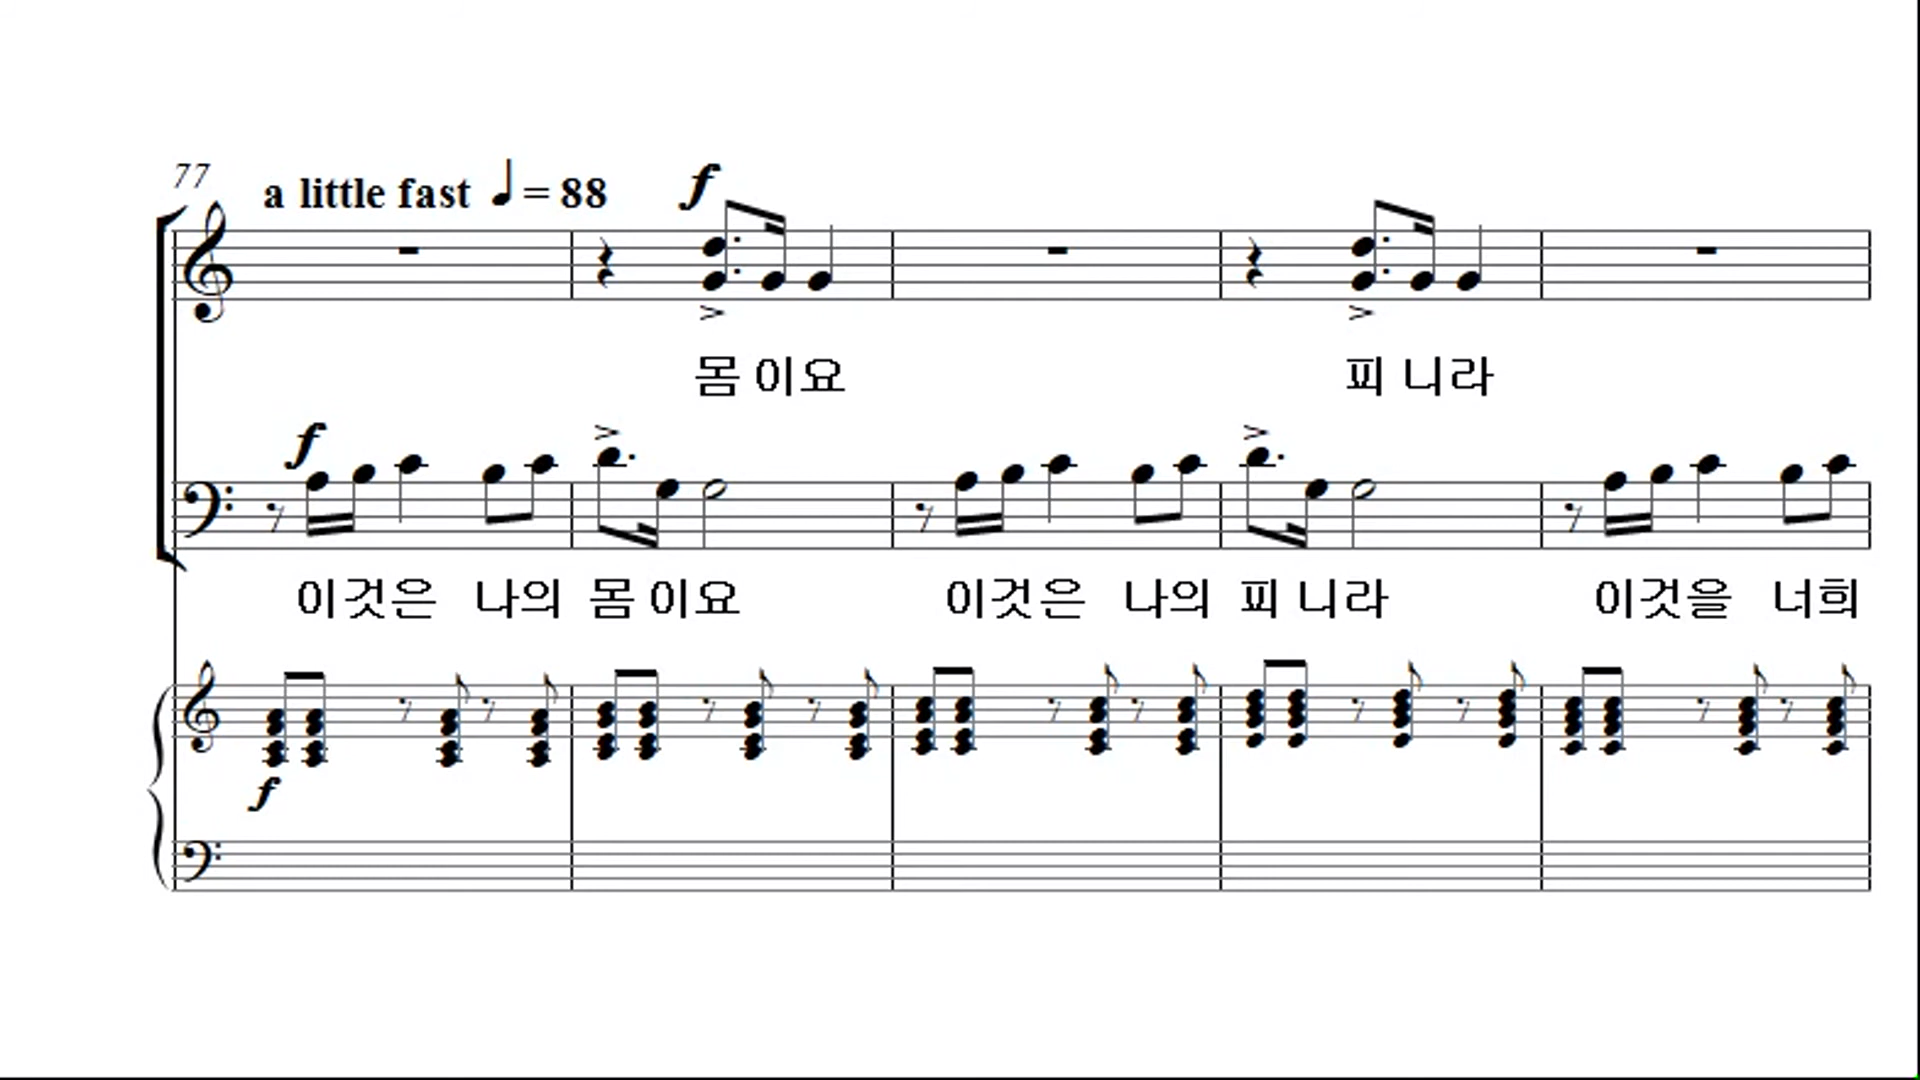 77
a little fast ♩ = 88
f
몸 이요 피 니라
f
이것은 나의 몸 이요 이것은 나의 피 니라 이것을 너희
f